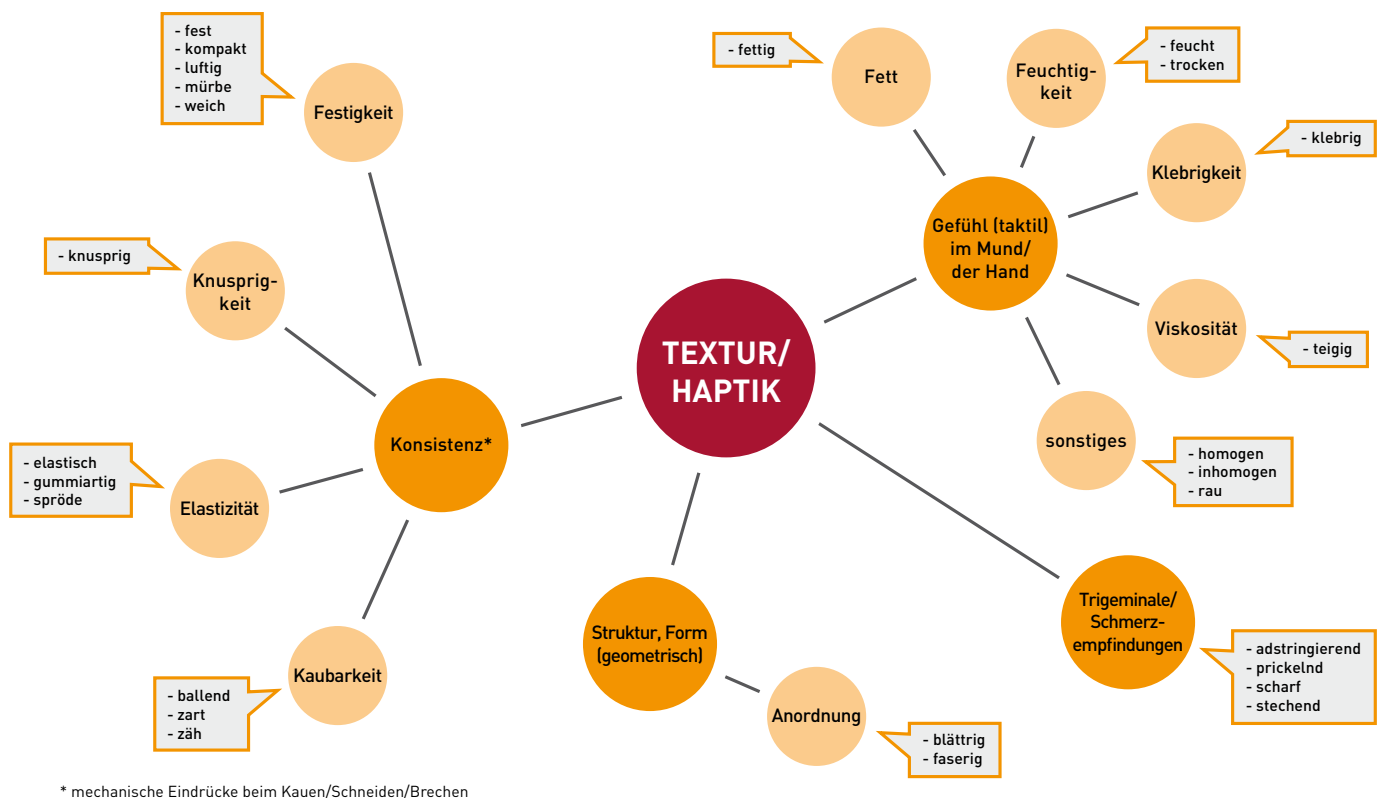 TEXTUR/
HAPTIK
Konsistenz*
Festigkeit
- fest
- kompakt
- luftig
- mürbe
- weich
Knusprig-
keit
- knusprig
Elastizität
- elastisch
- gummiartig
- spröde
Kaubarkeit
- ballend
- zart
- zäh
Gefühl (taktil)
im Mund/
der Hand
Fett
- fettig
Feuchtig-
keit
- feucht
- trocken
Klebrigkeit
- klebrig
Viskosität
- teigig
sonstiges
- homogen
- inhomogen
- rau
Struktur, Form
(geometrisch)
Anordnung
- blättrig
- faserig
Trigeminale/
Schmerz-
empfindungen
- adstringierend
- prickelnd
- scharf
- stechend
* mechanische Eindrücke beim Kauen/Schneiden/Brechen